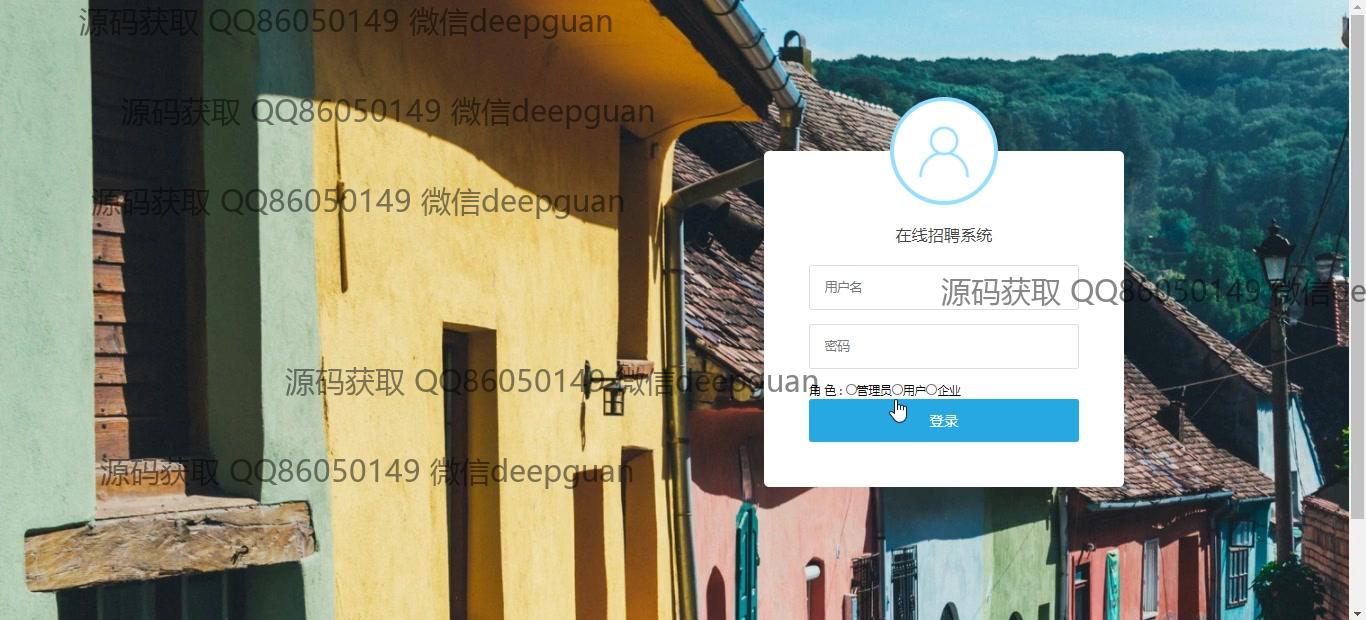 源码获取 QQ86050149 微信deepguan
源码获取 QQ86050149 微信deepguan
源码获取 QQ86050149 微信deepguan
在线招聘系统
用户名
源码获取 QQ86050149 微信de
密码
源码获取 QQ86050149 微信deepguan
角 色 : 管理员 用户 企业
登录
源码获取 QQ86050149 微信deepguan